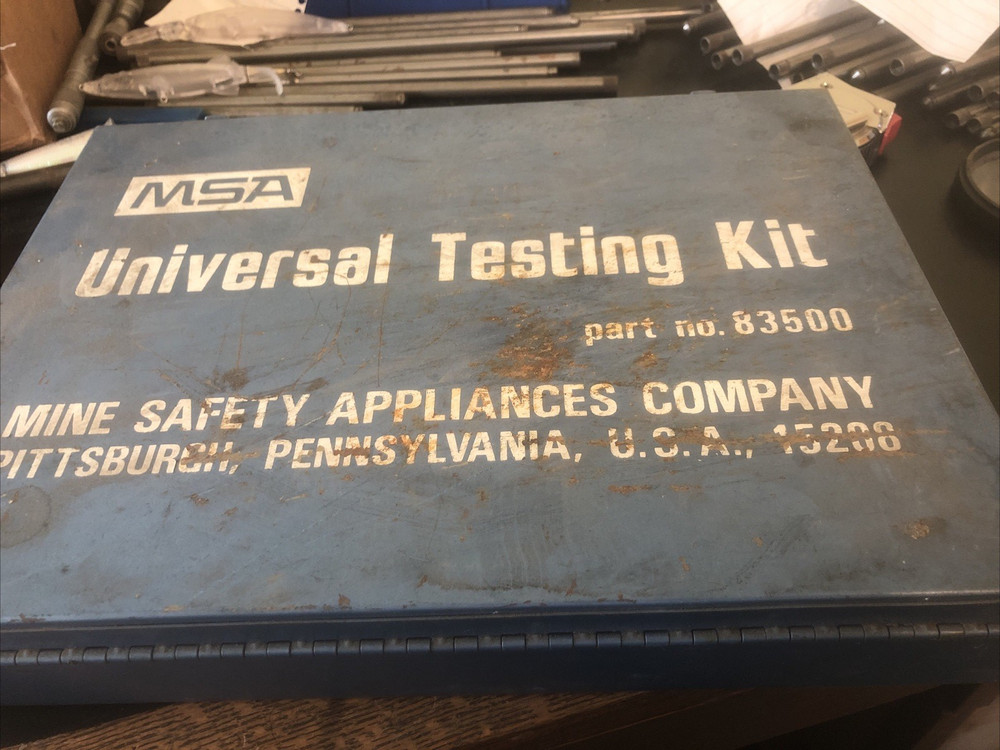 MSA
Universal Testing Kit
part no. 83500
MINE SAFETY APPLIANCES COMPANY
PITTSBURGH, PENNSYLVANIA, U.S.A., 15208